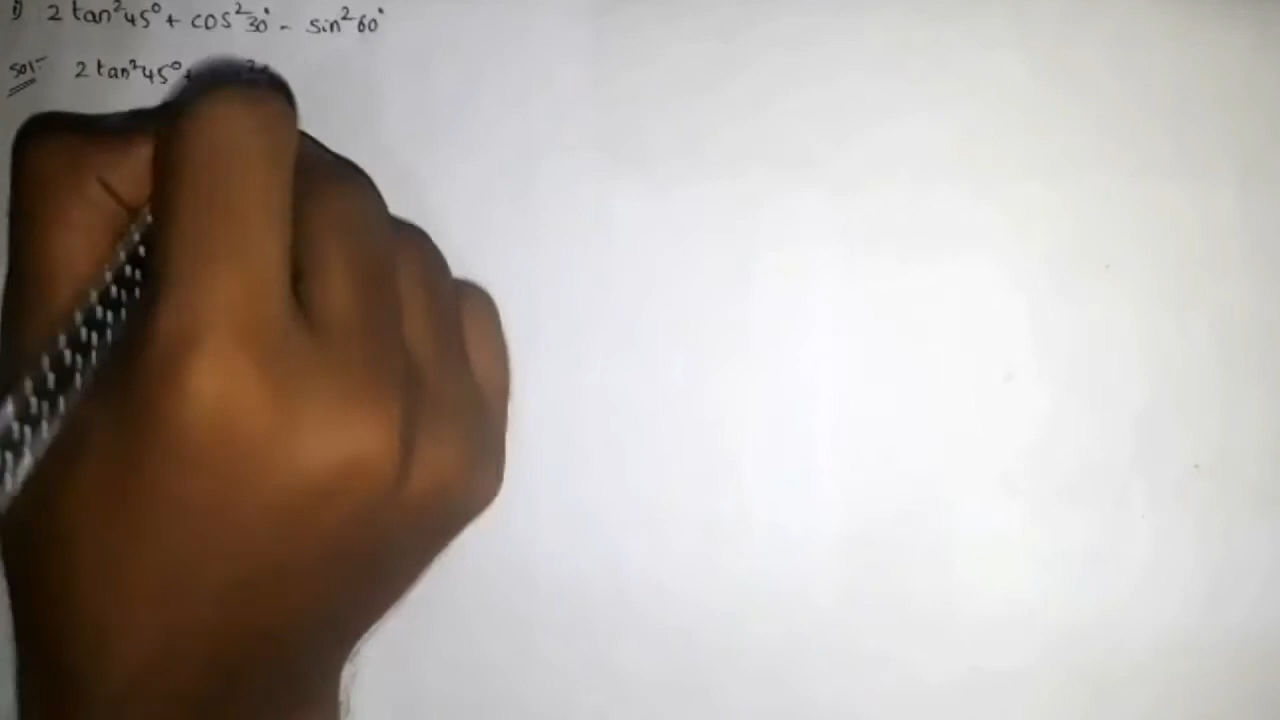 i) 2 tan²45° + cos²30° - sin²60°
Sol:- 2 tan²45° +